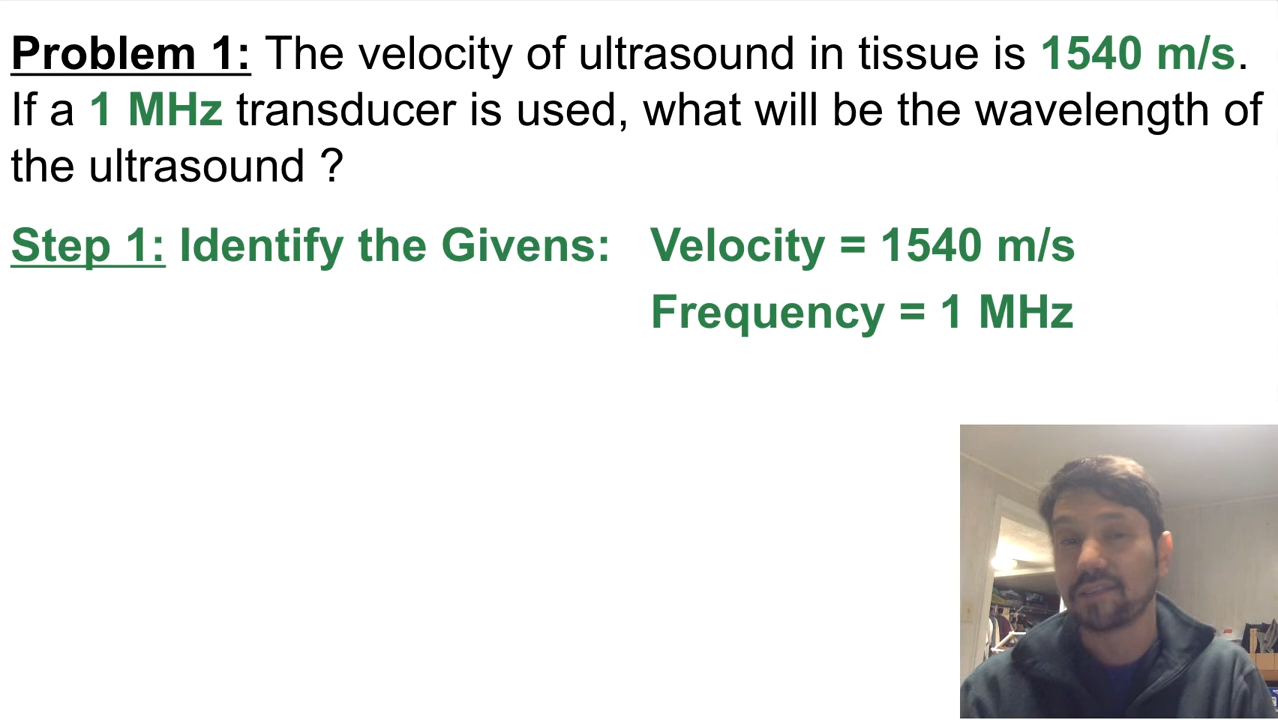 Problem 1: The velocity of ultrasound in tissue is 1540 m/s.
If a 1 MHz transducer is used, what will be the wavelength of
the ultrasound ?
Step 1: Identify the Givens: Velocity = 1540 m/s
Frequency = 1 MHz